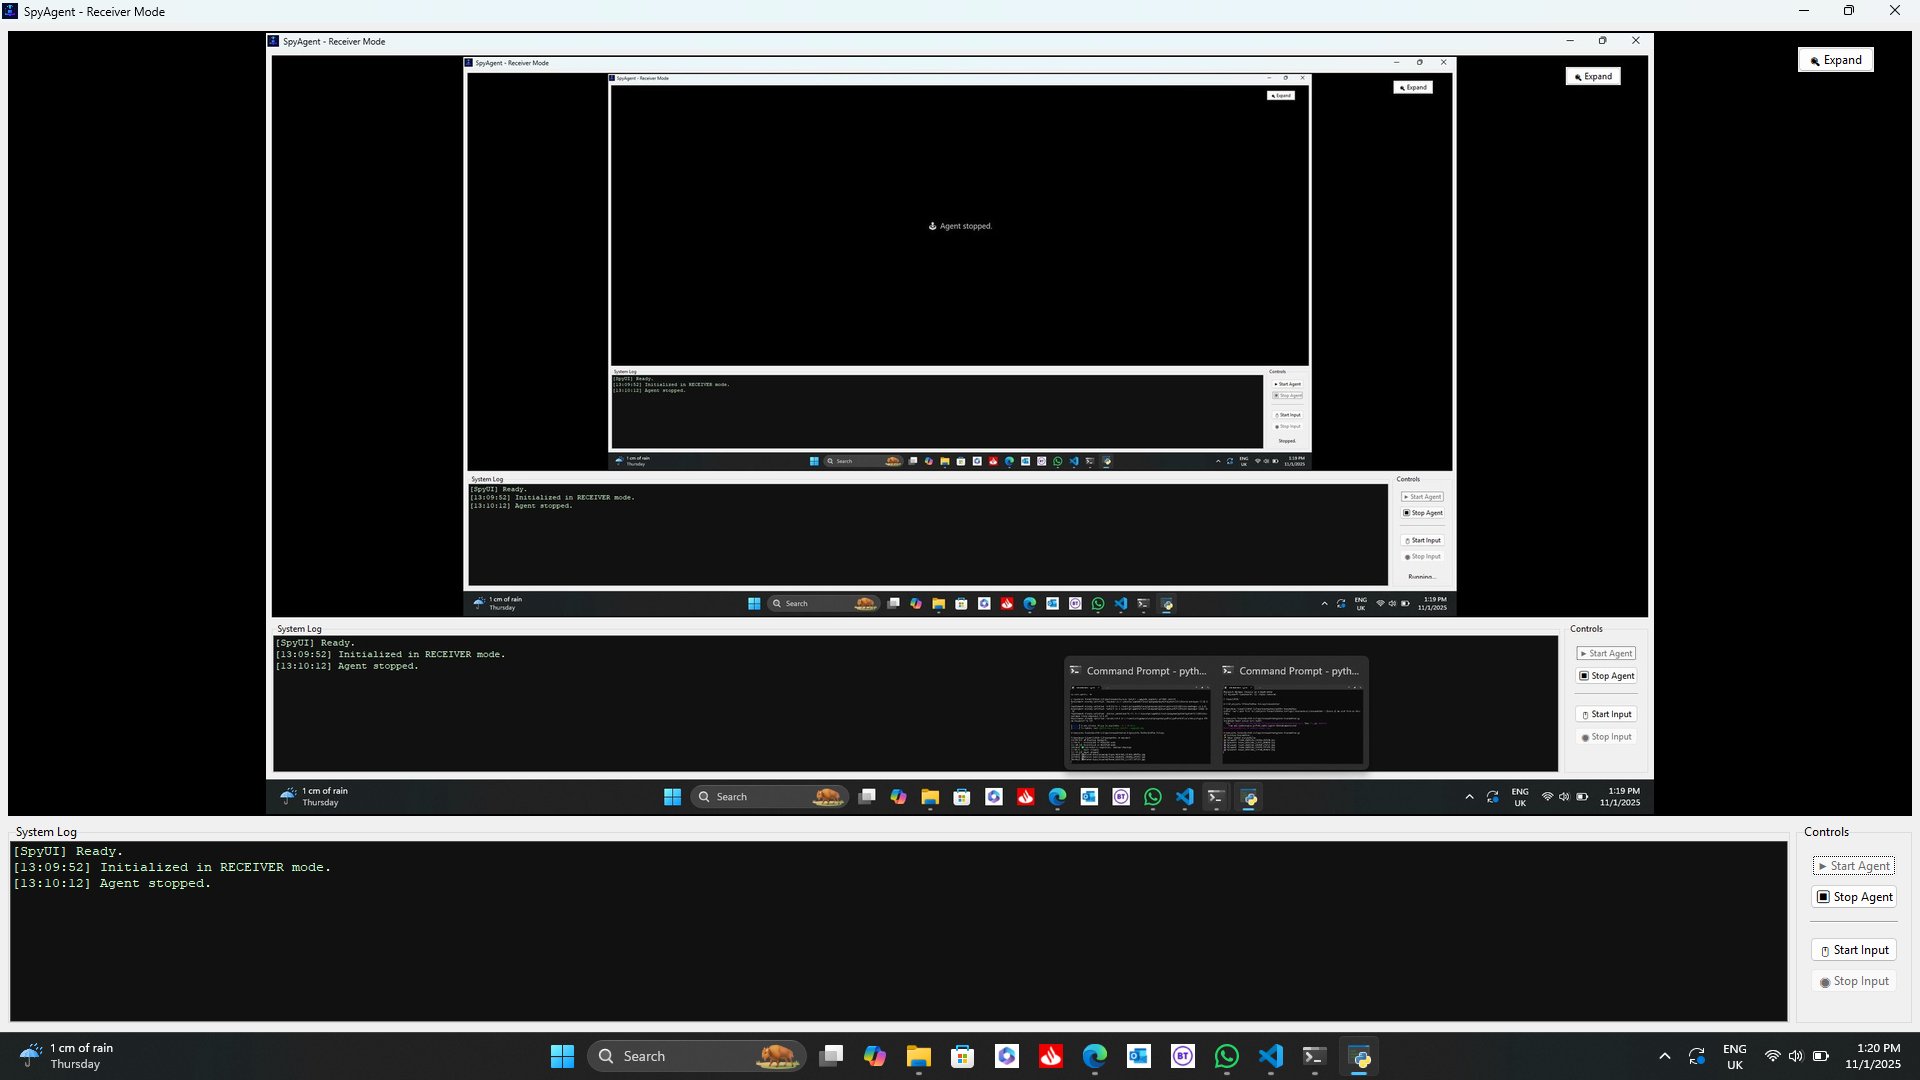 SpyAgent - Receiver Mode
Expand
SpyAgent - Receiver Mode
Expand
SpyAgent - Receiver Mode
Expand
SpyAgent - Receiver Mode
Expand
Agent stopped.
System Log
Controls
[SpyUI] Ready.
[13:09:52] Initialized in RECEIVER mode.
[13:10:12] Agent stopped.
Start Agent
Stop Agent
Start Input
Stop Input
Stopped.
1 cm of rain
Thursday
Search
ENG
UK
1:19 PM
11/1/2025
System Log
Controls
[SpyUI] Ready.
[13:09:52] Initialized in RECEIVER mode.
[13:10:12] Agent stopped.
Start Agent
Stop Agent
Start Input
Stop Input
Running...
1 cm of rain
Thursday
Search
ENG
UK
1:19 PM
11/1/2025
System Log
Controls
[SpyUI] Ready.
[13:09:52] Initialized in RECEIVER mode.
[13:10:12] Agent stopped.
Command Prompt - pyth...
Command Prompt - pyth...
Start Agent
Stop Agent
Start Input
Stop Input
1 cm of rain
Thursday
Search
BT
ENG
UK
1:19 PM
11/1/2025
System Log
Controls
[SpyUI] Ready.
[13:09:52] Initialized in RECEIVER mode.
[13:10:12] Agent stopped.
Start Agent
Stop Agent
Start Input
Stop Input
1 cm of rain
Thursday
Search
BT
ENG
UK
1:20 PM
11/1/2025